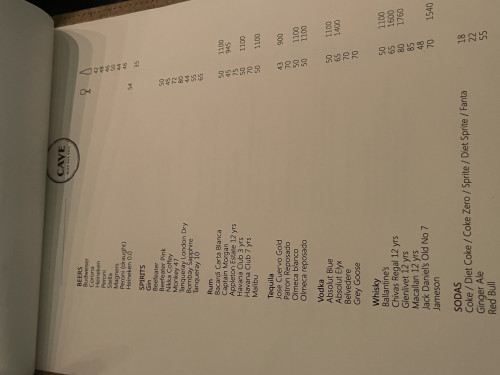 CAVE
BEERS
Budweiser 42
Corona 48
Heineken 46
Peroni 50
Stella 44
Magners 46
Peroni (draught) 54
Heineken 0.0 35
SPIRITS
Gin
Beefeater 50
Beefeater Pink 45
Nikka Coffey 72
Monkey 47 80
Tanqueray London Dry 44
Bombay Sapphire 55
Tanqueray 10 65
Rum
Bacardi Carta Blanca 50 1100
Captain Morgan 45 945
Appleton Estate 12 yrs 75
Havana Club 3 yrs 50 1100
Havana Club 7 yrs 70
Malibu 50 1100
Tequila
Jose Cuervo Gold 43 900
Patron Reposado 70
Olmeca blanco 50 1100
Olmeca reposado 50 1100
Vodka
Absolut Blue 50 1100
Absolut Elyx 65 1400
Belvedere 70
Grey Goose 70
Whisky
Ballantine's 50 1100
Chivas Regal 12 yrs 65 1600
Glenlivet 12 yrs 80 1760
Macallan 12 yrs 85
Jack Daniel's Old No 7 48
Jameson 70 1540
SODAS
Coke / Diet Coke / Coke Zero / Sprite / Diet Sprite / Fanta 18
Ginger Ale 22
Red Bull 55